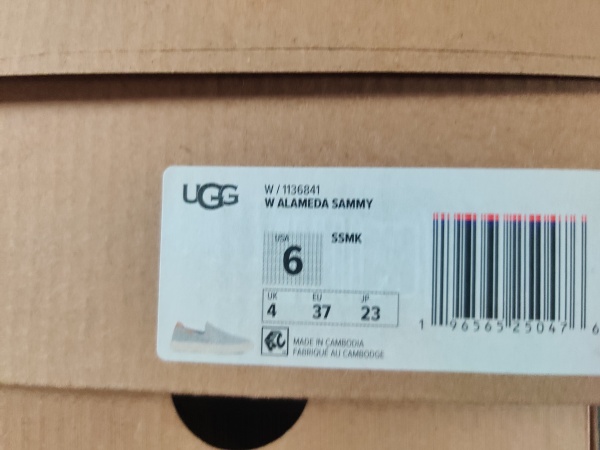 UGG
W / 1136841
W ALAMEDA SAMMY
USA
6
SSMK
UK EU JP
4 37 23
MADE IN CAMBODIA
FABRIQUÉ AU CAMBODGE
1 96565 25047 6